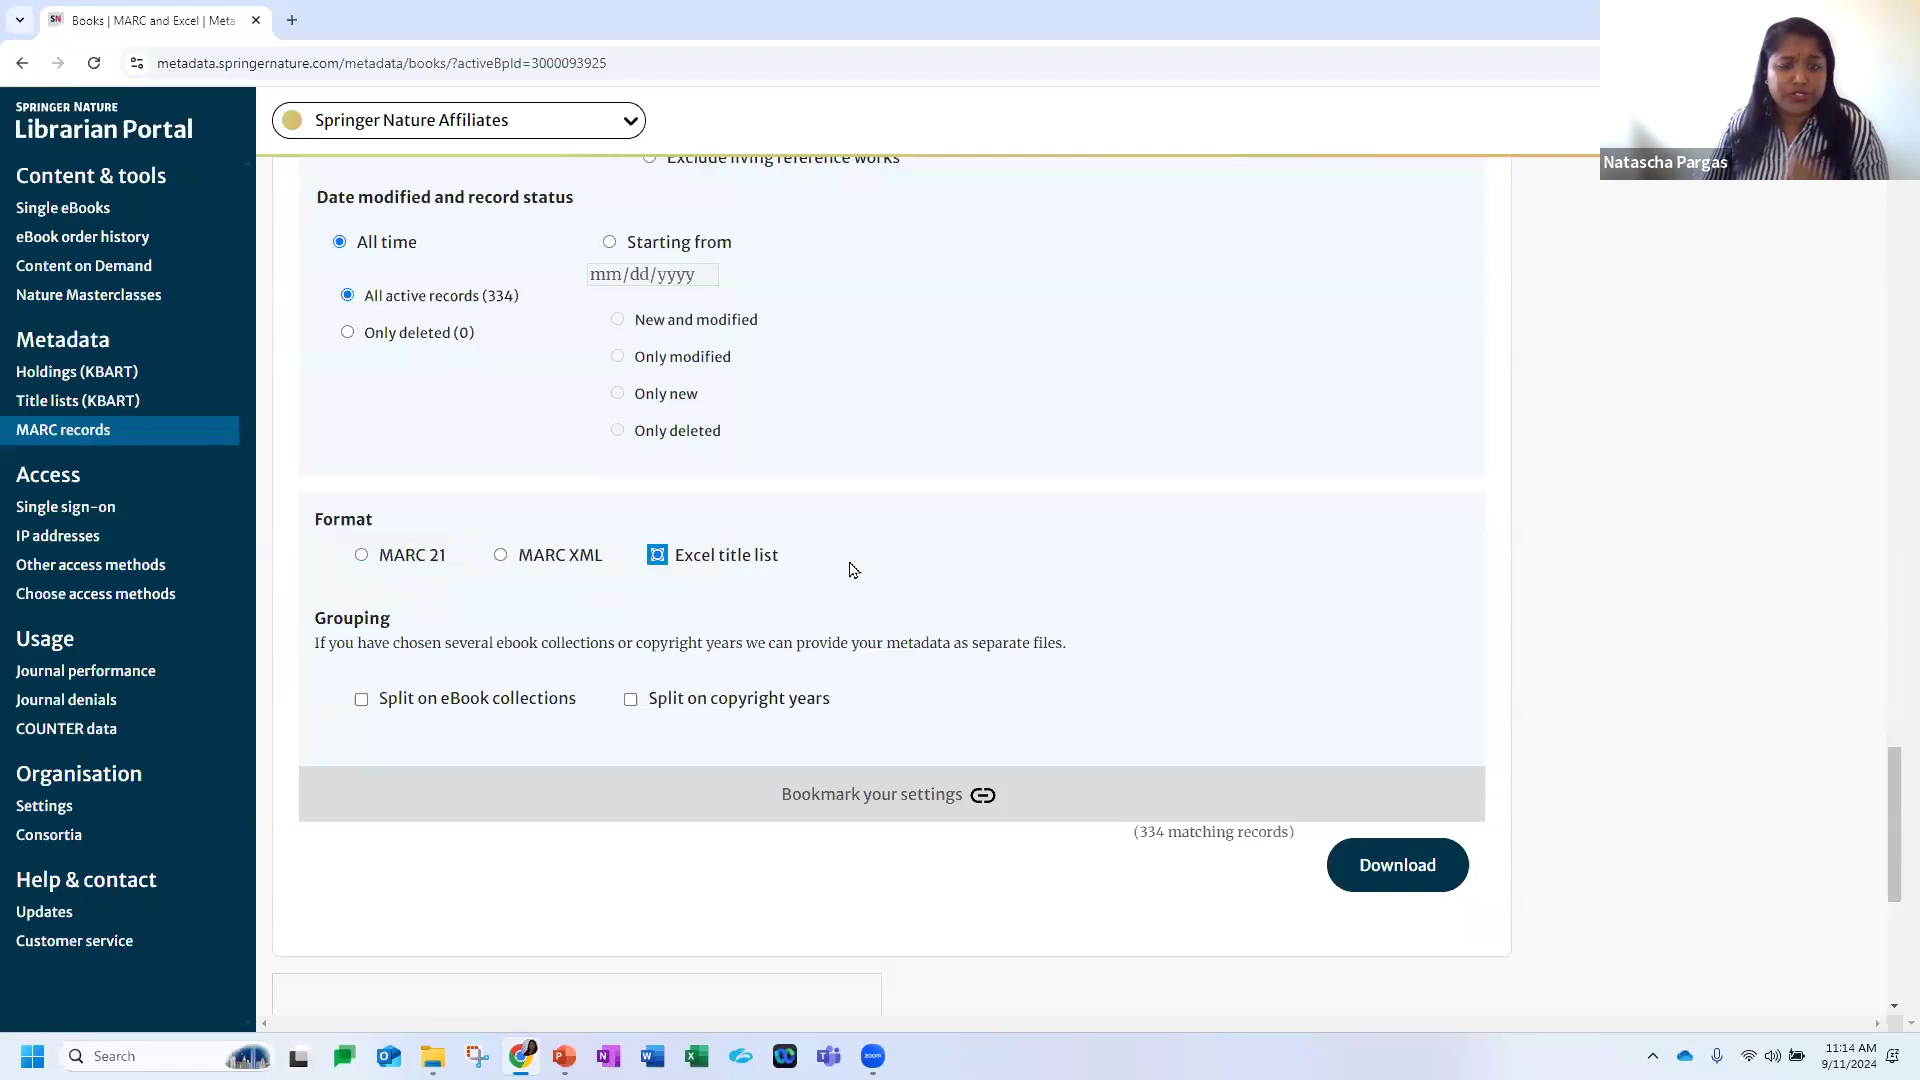 SN Books | MARC and Excel | Meta
metadata.springernature.com/metadata/books/?activeBpId=3000093925
SPRINGER NATURE
Librarian Portal
Springer Nature Affiliates
Natascha Pargas
Content & tools
Single eBooks
eBook order history
Content on Demand
Nature Masterclasses
Metadata
Holdings (KBART)
Title lists (KBART)
MARC records
Access
Single sign-on
IP addresses
Other access methods
Choose access methods
Usage
Journal performance
Journal denials
COUNTER data
Organisation
Settings
Consortia
Help & contact
Updates
Customer service
Exclude living reference works
Date modified and record status
All time
Starting from
mm/dd/yyyy
All active records (334)
Only deleted (0)
New and modified
Only modified
Only new
Only deleted
Format
MARC 21 MARC XML Excel title list
Grouping
If you have chosen several ebook collections or copyright years we can provide your metadata as separate files.
Split on eBook collections Split on copyright years
Bookmark your settings
(334 matching records)
Download
Search
zoom
11:14 AM
9/11/2024